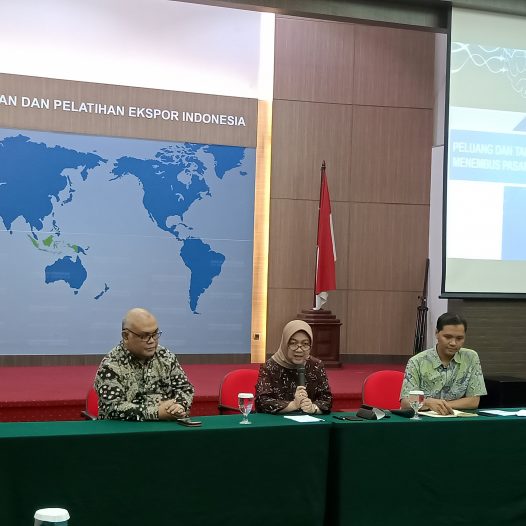 AN DAN PELATIHAN EKSPOR INDONESIA
PELUANG DAN TA
MENEMBUS PASA